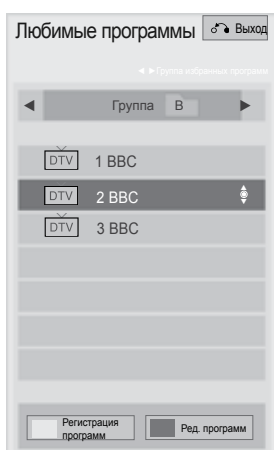 Любимые программы Выход
◄ ►Группа избранных программ
◄ Группа B ►
DTV 1 BBC
DTV 2 BBC
DTV 3 BBC
Регистрация
программ
Ред. программ